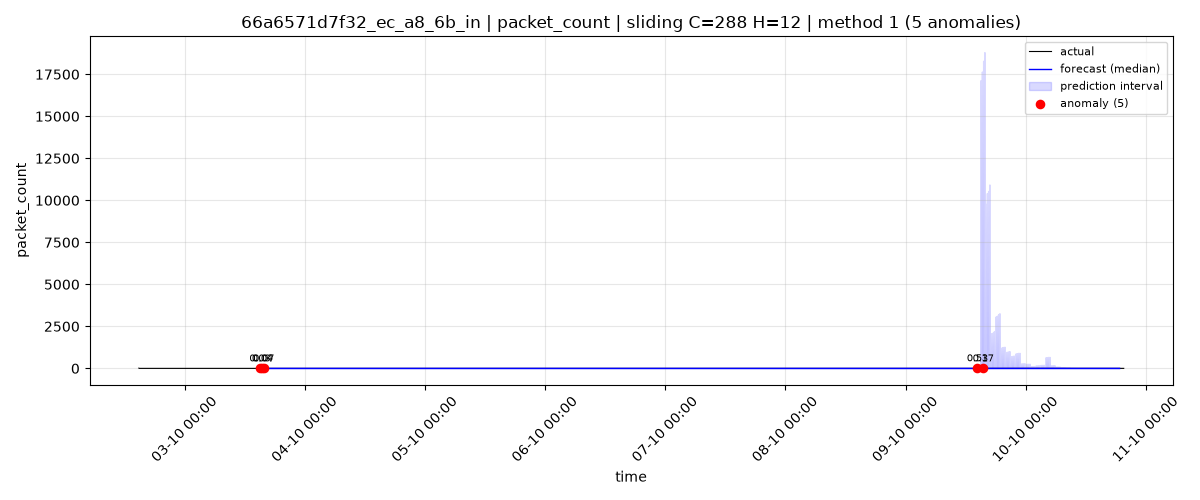 66a6571d7f32_ec_a8_6b_in | packet_count | sliding C=288 H=12 | method 1 (5 anomalies)
actual
forecast (median)
prediction interval
anomaly (5)
packet_count
17500
15000
12500
10000
7500
5000
2500
0
03-10 00:00
04-10 00:00
05-10 00:00
06-10 00:00
07-10 00:00
08-10 00:00
09-10 00:00
10-10 00:00
11-10 00:00
time